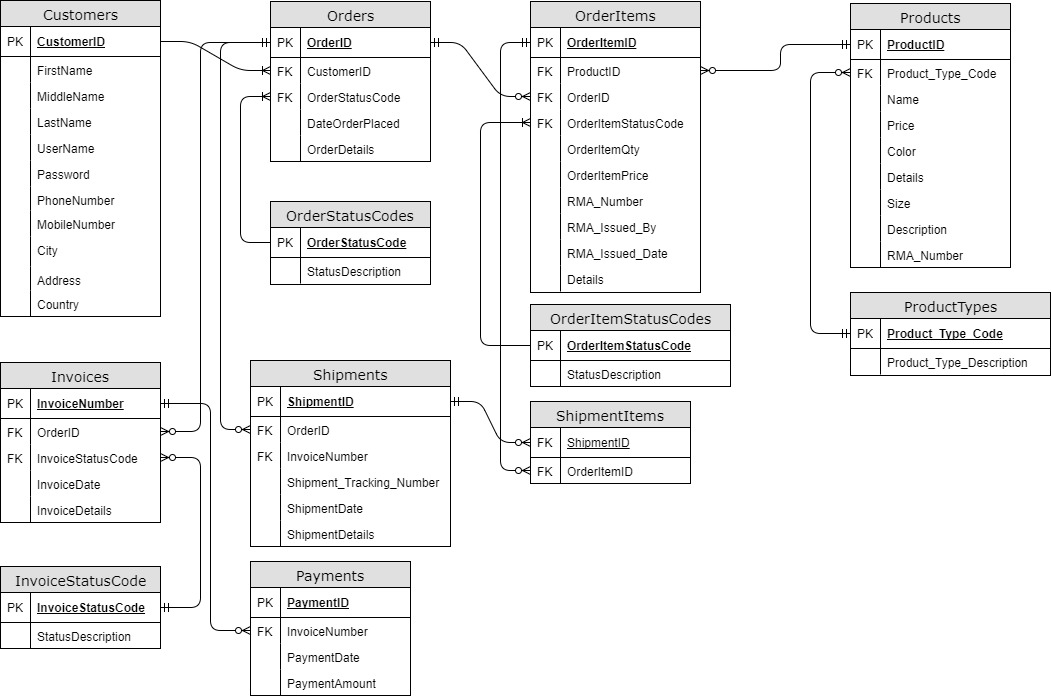 Customers
PK CustomerID
FirstName
MiddleName
LastName
UserName
Password
PhoneNumber
MobileNumber
City
Address
Country
Orders
PK OrderID
FK CustomerID
FK OrderStatusCode
DateOrderPlaced
OrderDetails
OrderItems
PK OrderItemID
FK ProductID
FK OrderID
FK OrderItemStatusCode
OrderItemQty
OrderItemPrice
RMA_Number
RMA_Issued_By
RMA_Issued_Date
Details
Products
PK ProductID
FK Product_Type_Code
Name
Price
Color
Details
Size
Description
RMA_Number
OrderStatusCodes
PK OrderStatusCode
StatusDescription
OrderItemStatusCodes
PK OrderItemStatusCode
StatusDescription
ProductTypes
PK Product_Type_Code
Product_Type_Description
Invoices
PK InvoiceNumber
FK OrderID
FK InvoiceStatusCode
InvoiceDate
InvoiceDetails
Shipments
PK ShipmentID
FK OrderID
FK InvoiceNumber
Shipment_Tracking_Number
ShipmentDate
ShipmentDetails
ShipmentItems
FK ShipmentID
FK OrderItemID
InvoiceStatusCode
PK InvoiceStatusCode
StatusDescription
Payments
PK PaymentID
FK InvoiceNumber
PaymentDate
PaymentAmount